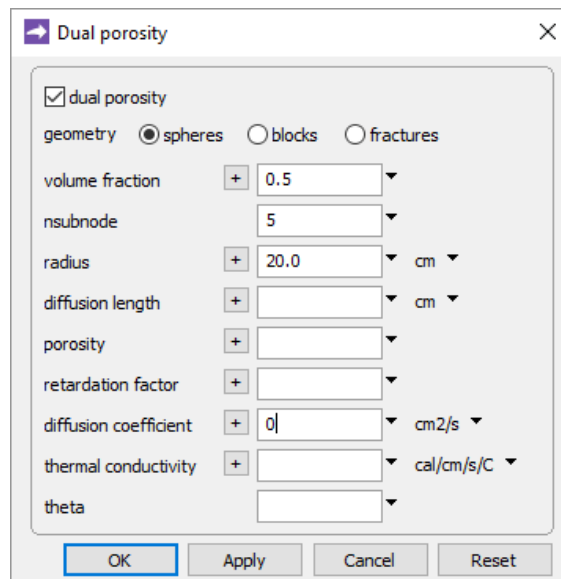 Dual porosity
dual porosity
geometry spheres blocks fractures
volume fraction + 0.5
nsubnode 5
radius + 20.0 cm
diffusion length + cm
porosity +
retardation factor +
diffusion coefficient + 0 cm2/s
thermal conductivity + cal/cm/s/C
theta
OK Apply Cancel Reset